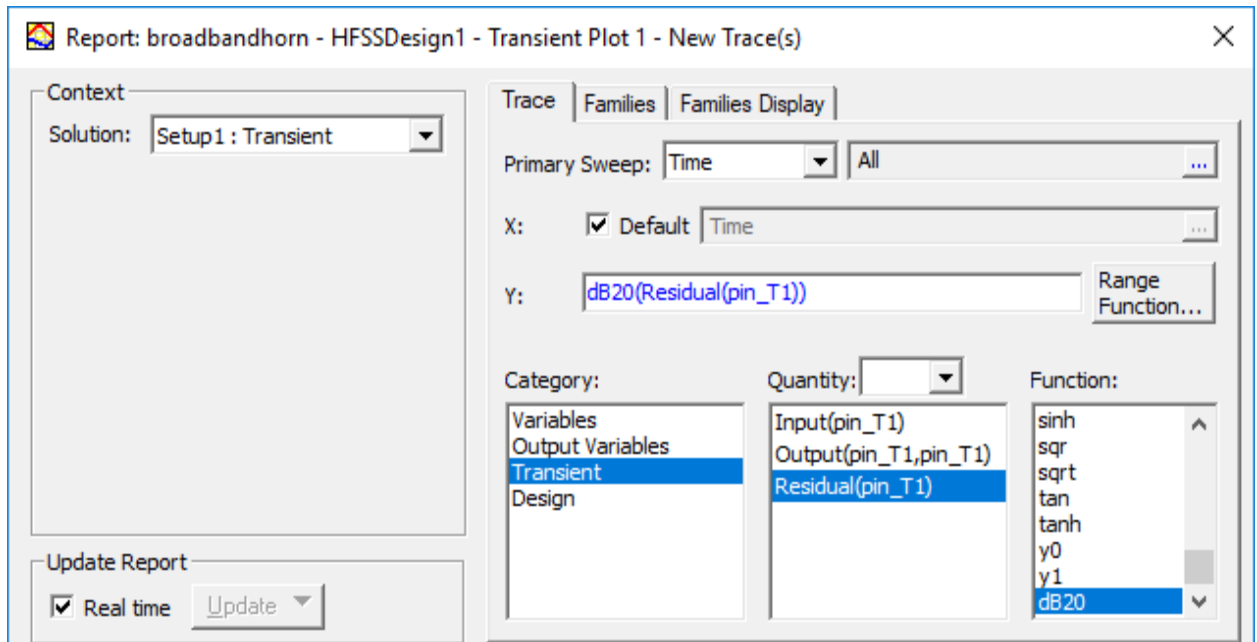 Report: broadbandhorn - HFSSDesign1 - Transient Plot 1 - New Trace(s)
Context
Solution: Setup1 : Transient
Update Report
Real time Update
Trace Families Families Display
Primary Sweep: Time All ...
X: Default Time ...
Y: dB20(Residual(pin_T1)) Range Function...
Category:
Variables
Output Variables
Transient
Design
Quantity:
Input(pin_T1)
Output(pin_T1,pin_T1)
Residual(pin_T1)
Function:
sinh
sqr
sqrt
tan
tanh
y0
y1
dB20